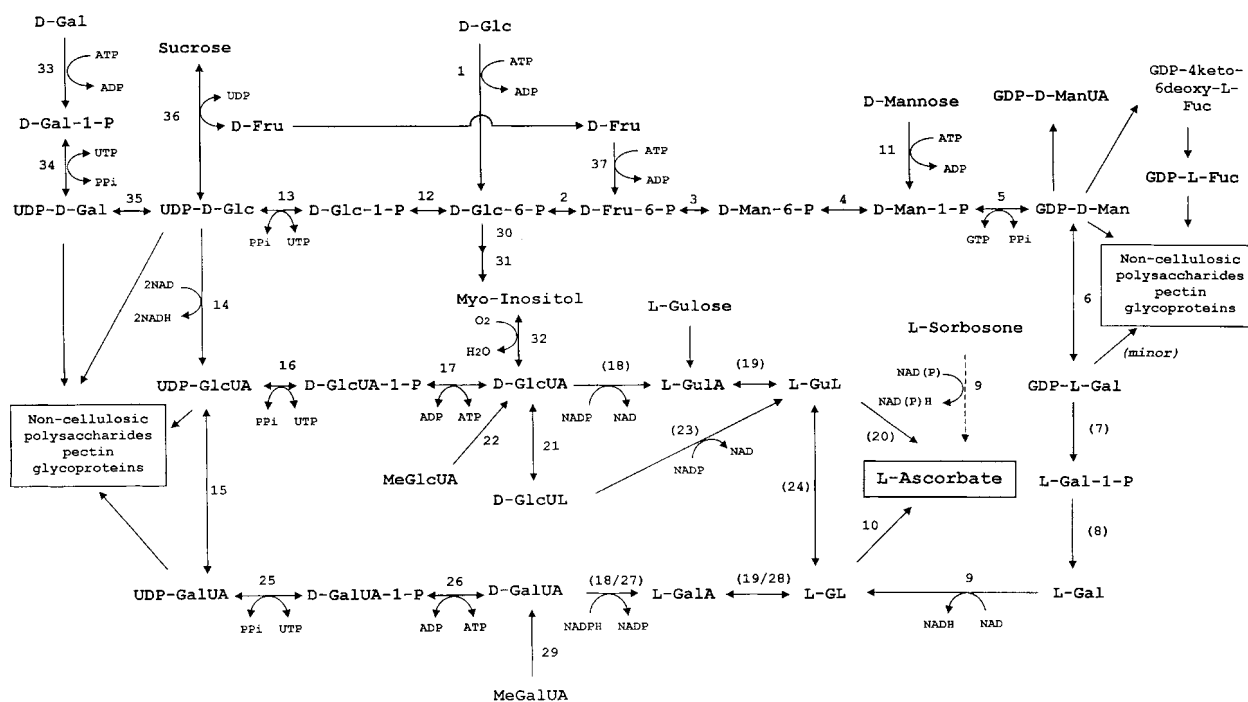 D-Gal
D-Glc
Sucrose
33
ATP
ADP
1
ATP
ADP
GDP-4keto-
6deoxy-L-
Fuc
36
UDP
D-Mannose
GDP-D-ManUA
D-Gal-1-P
D-Fru
D-Fru
34
UTP
PPi
37
ATP
ADP
11
ATP
ADP
GDP-L-Fuc
35
13
12
2
3
4
5
UDP-D-Gal
UDP-D-Glc
D-Glc-1-P
D-Glc-6-P
D-Fru-6-P
D-Man-6-P
D-Man-1-P
GDP-D-Man
PPi
UTP
30
GTP
PPi
31
Non-cellulosic
polysaccharides
pectin
glycoproteins
2NAD
2NADH
14
Myo-Inositol
L-Gulose
6
O2
H2O
32
L-Sorbosone
(minor)
16
17
(18)
(19)
NAD(P)
NAD(P)H
9
UDP-GlcUA
D-GlcUA-1-P
D-GlcUA
L-GulA
L-GuL
GDP-L-Gal
PPi
UTP
ADP
ATP
NADP
NAD
Non-cellulosic
polysaccharides
pectin
glycoproteins
22
21
(23)
(20)
(7)
NADP
NAD
MeGlcUA
L-Ascorbate
L-Gal-1-P
15
D-GlcUL
(24)
10
(8)
25
26
(18/27)
(19/28)
9
UDP-GalUA
D-GalUA-1-P
D-GalUA
L-GalA
L-GL
L-Gal
PPi
UTP
ADP
ATP
NADPH
NADP
NADH
NAD
29
MeGalUA